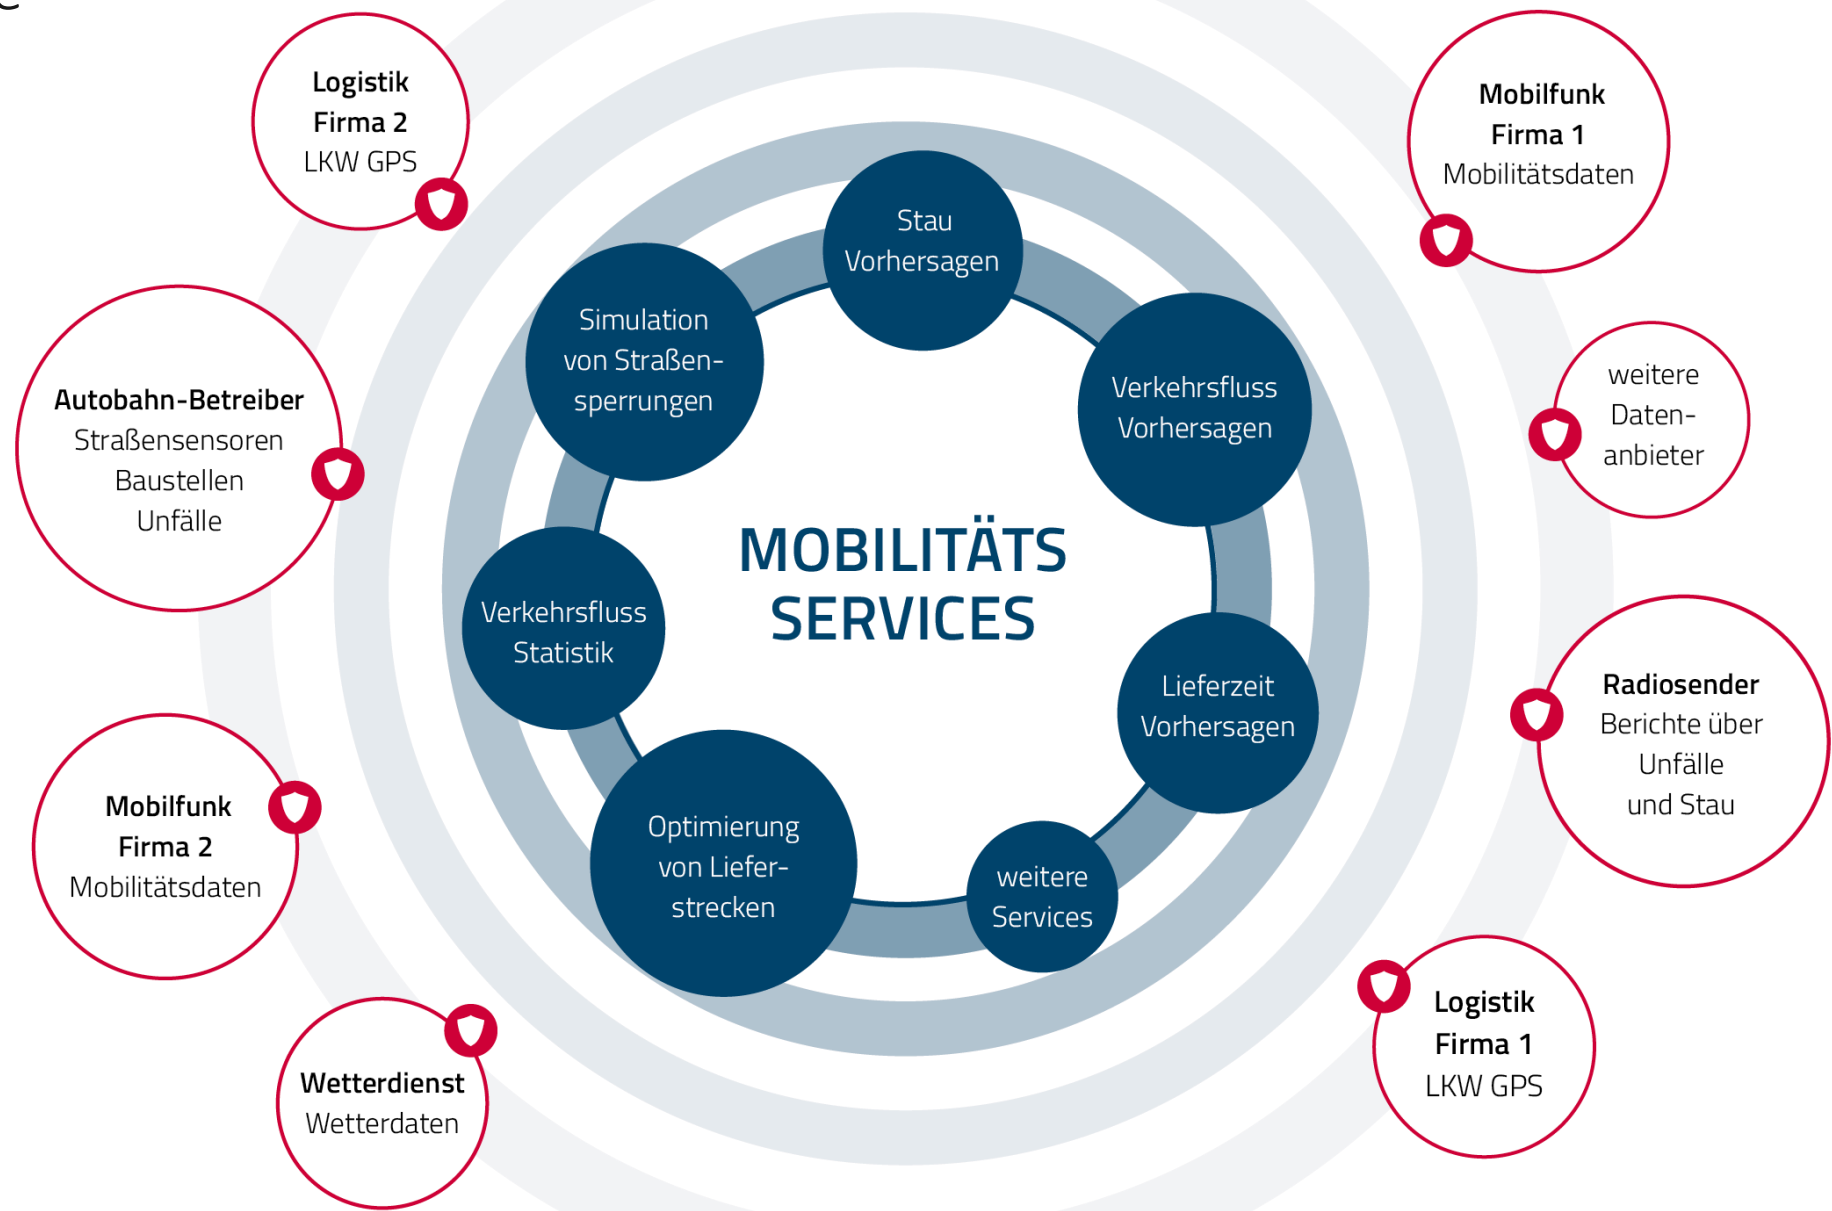 Logistik
Firma 2
LKW GPS
Mobilfunk
Firma 1
Mobilitätsdaten
Stau
Vorhersagen
Simulation
von Straßen-
sperrungen
Verkehrsfluss
Vorhersagen
weitere
Daten-
anbieter
Autobahn-Betreiber
Straßensensoren
Baustellen
Unfälle
MOBILITÄTS
SERVICES
Verkehrsfluss
Statistik
Lieferzeit
Vorhersagen
Radiosender
Berichte über
Unfälle
und Stau
Mobilfunk
Firma 2
Mobilitätsdaten
Optimierung
von Liefer-
strecken
weitere
Services
Logistik
Firma 1
LKW GPS
Wetterdienst
Wetterdaten